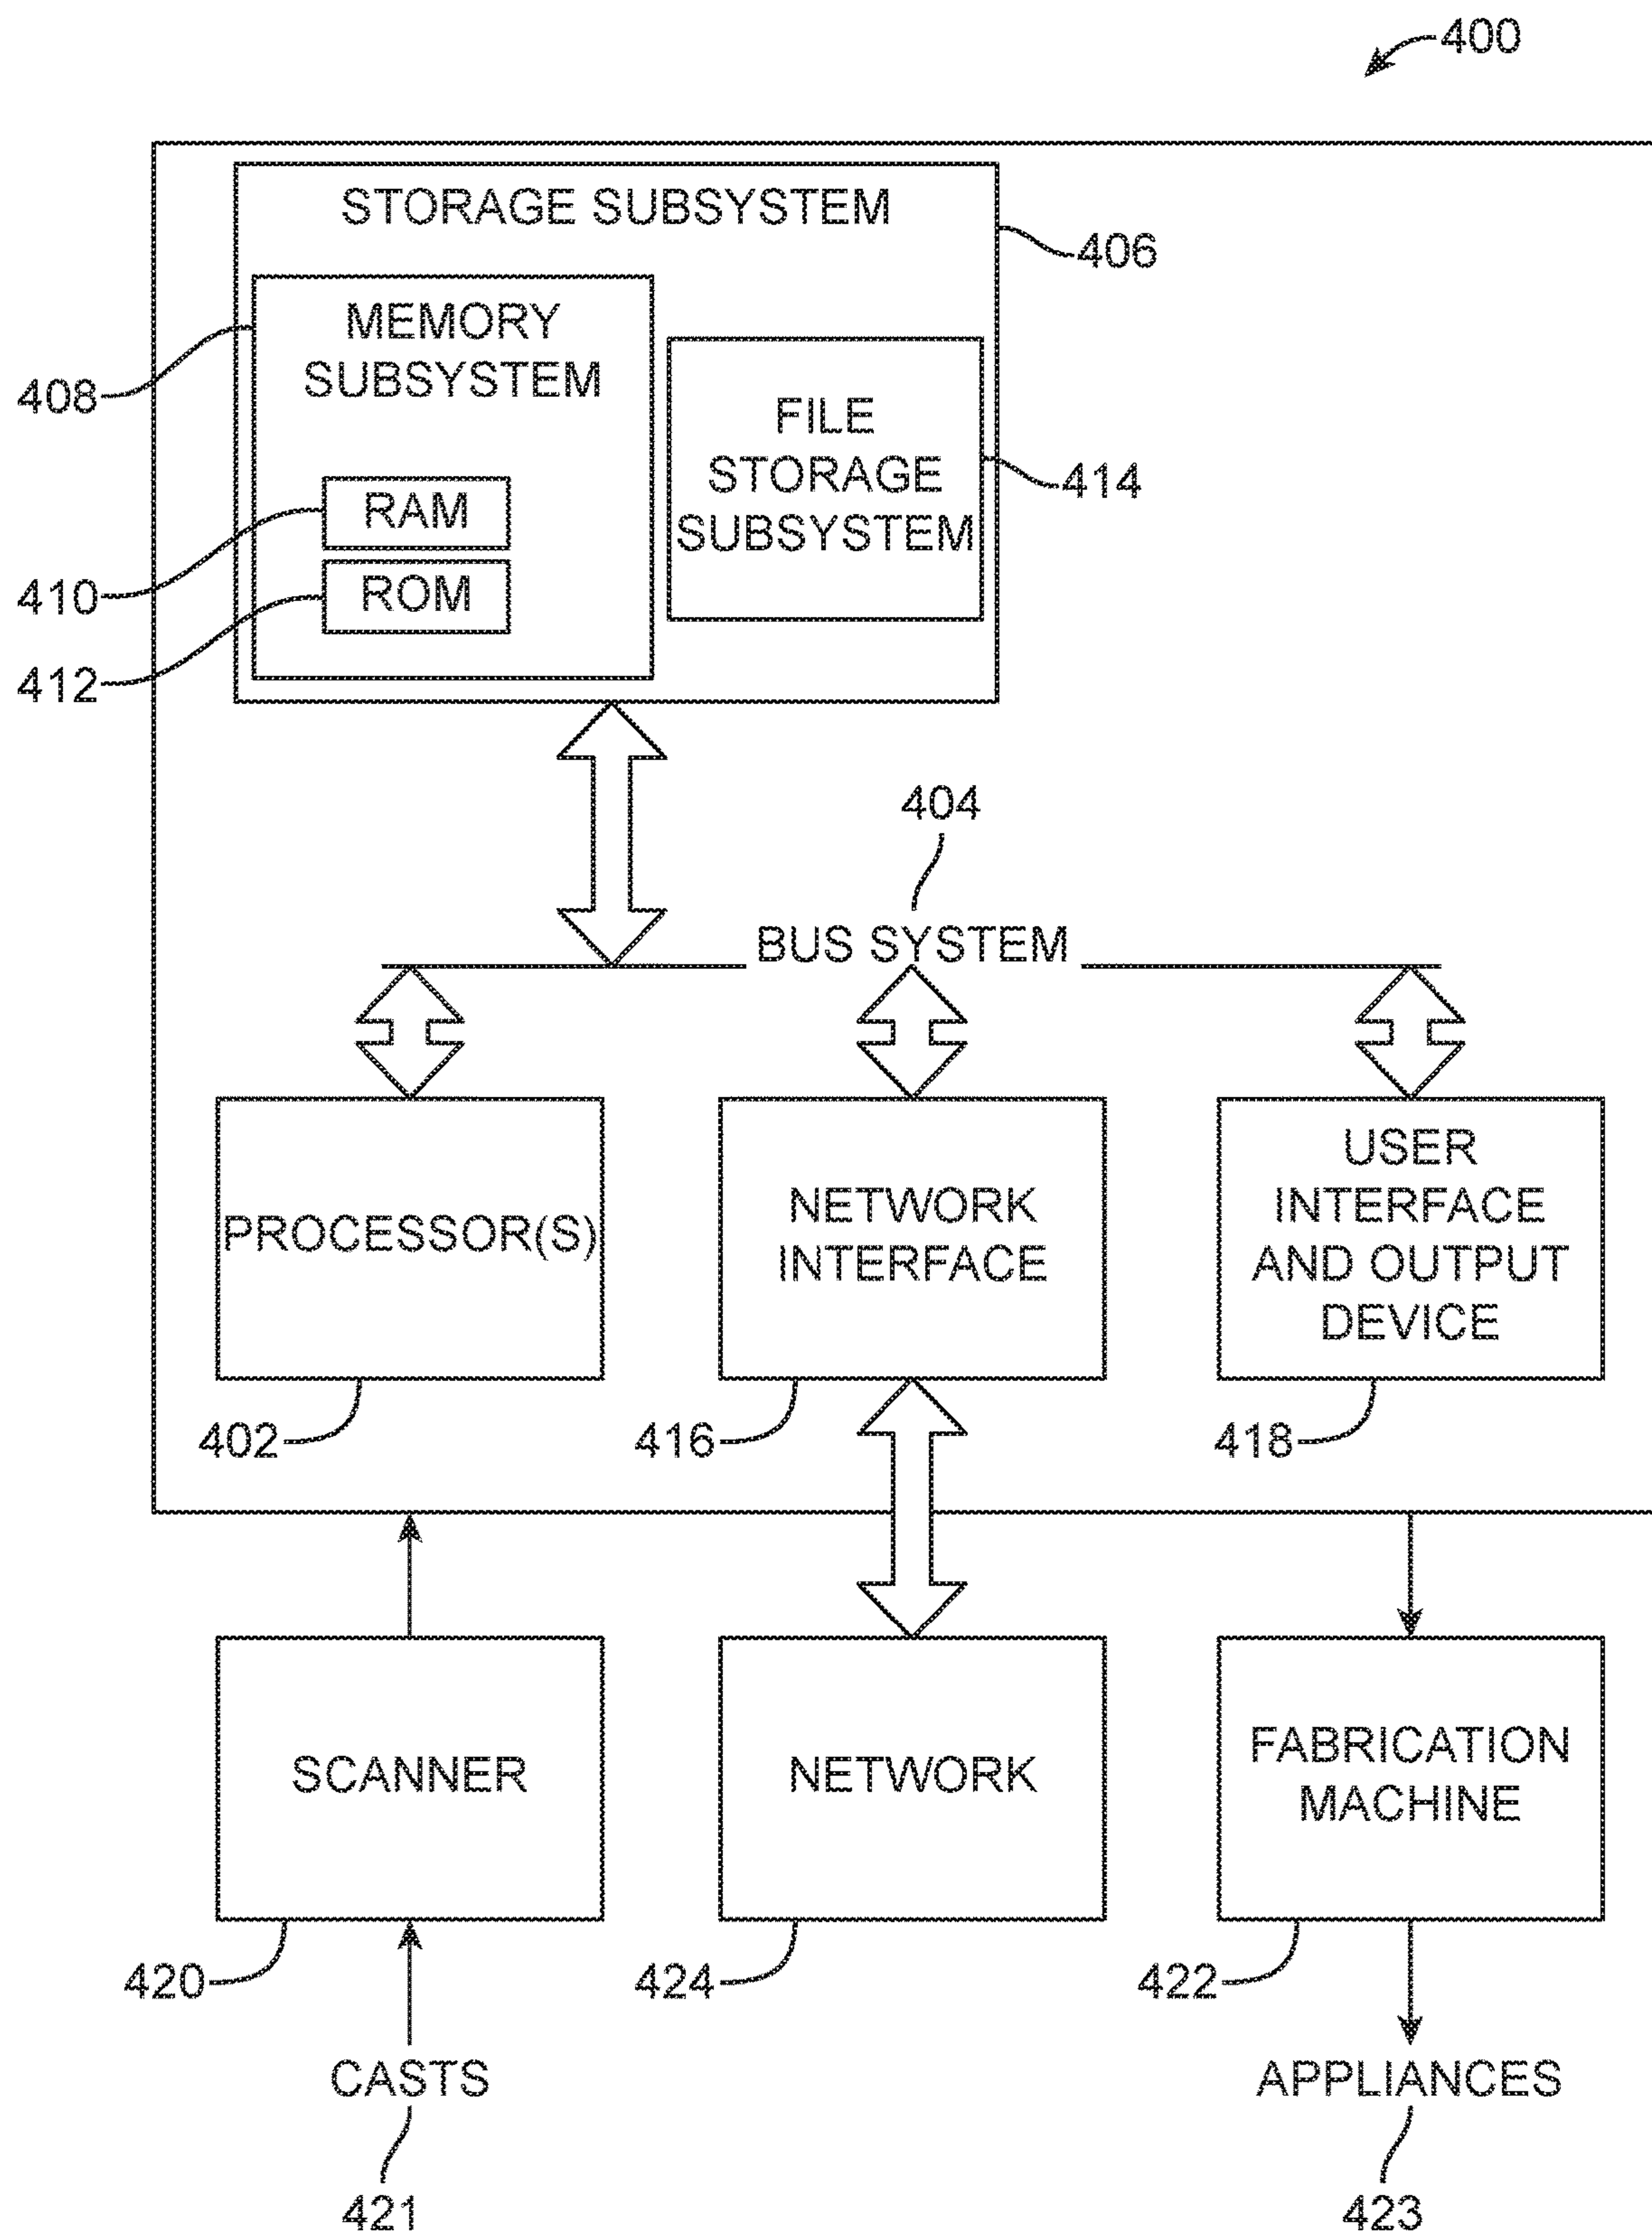 400
STORAGE SUBSYSTEM
406
MEMORY
SUBSYSTEM
408
FILE
STORAGE
SUBSYSTEM
414
RAM
410
ROM
412
404
BUS SYSTEM
PROCESSOR(S)
402
NETWORK
INTERFACE
416
USER
INTERFACE
AND OUTPUT
DEVICE
418
SCANNER
420
NETWORK
424
FABRICATION
MACHINE
422
CASTS
421
APPLIANCES
423